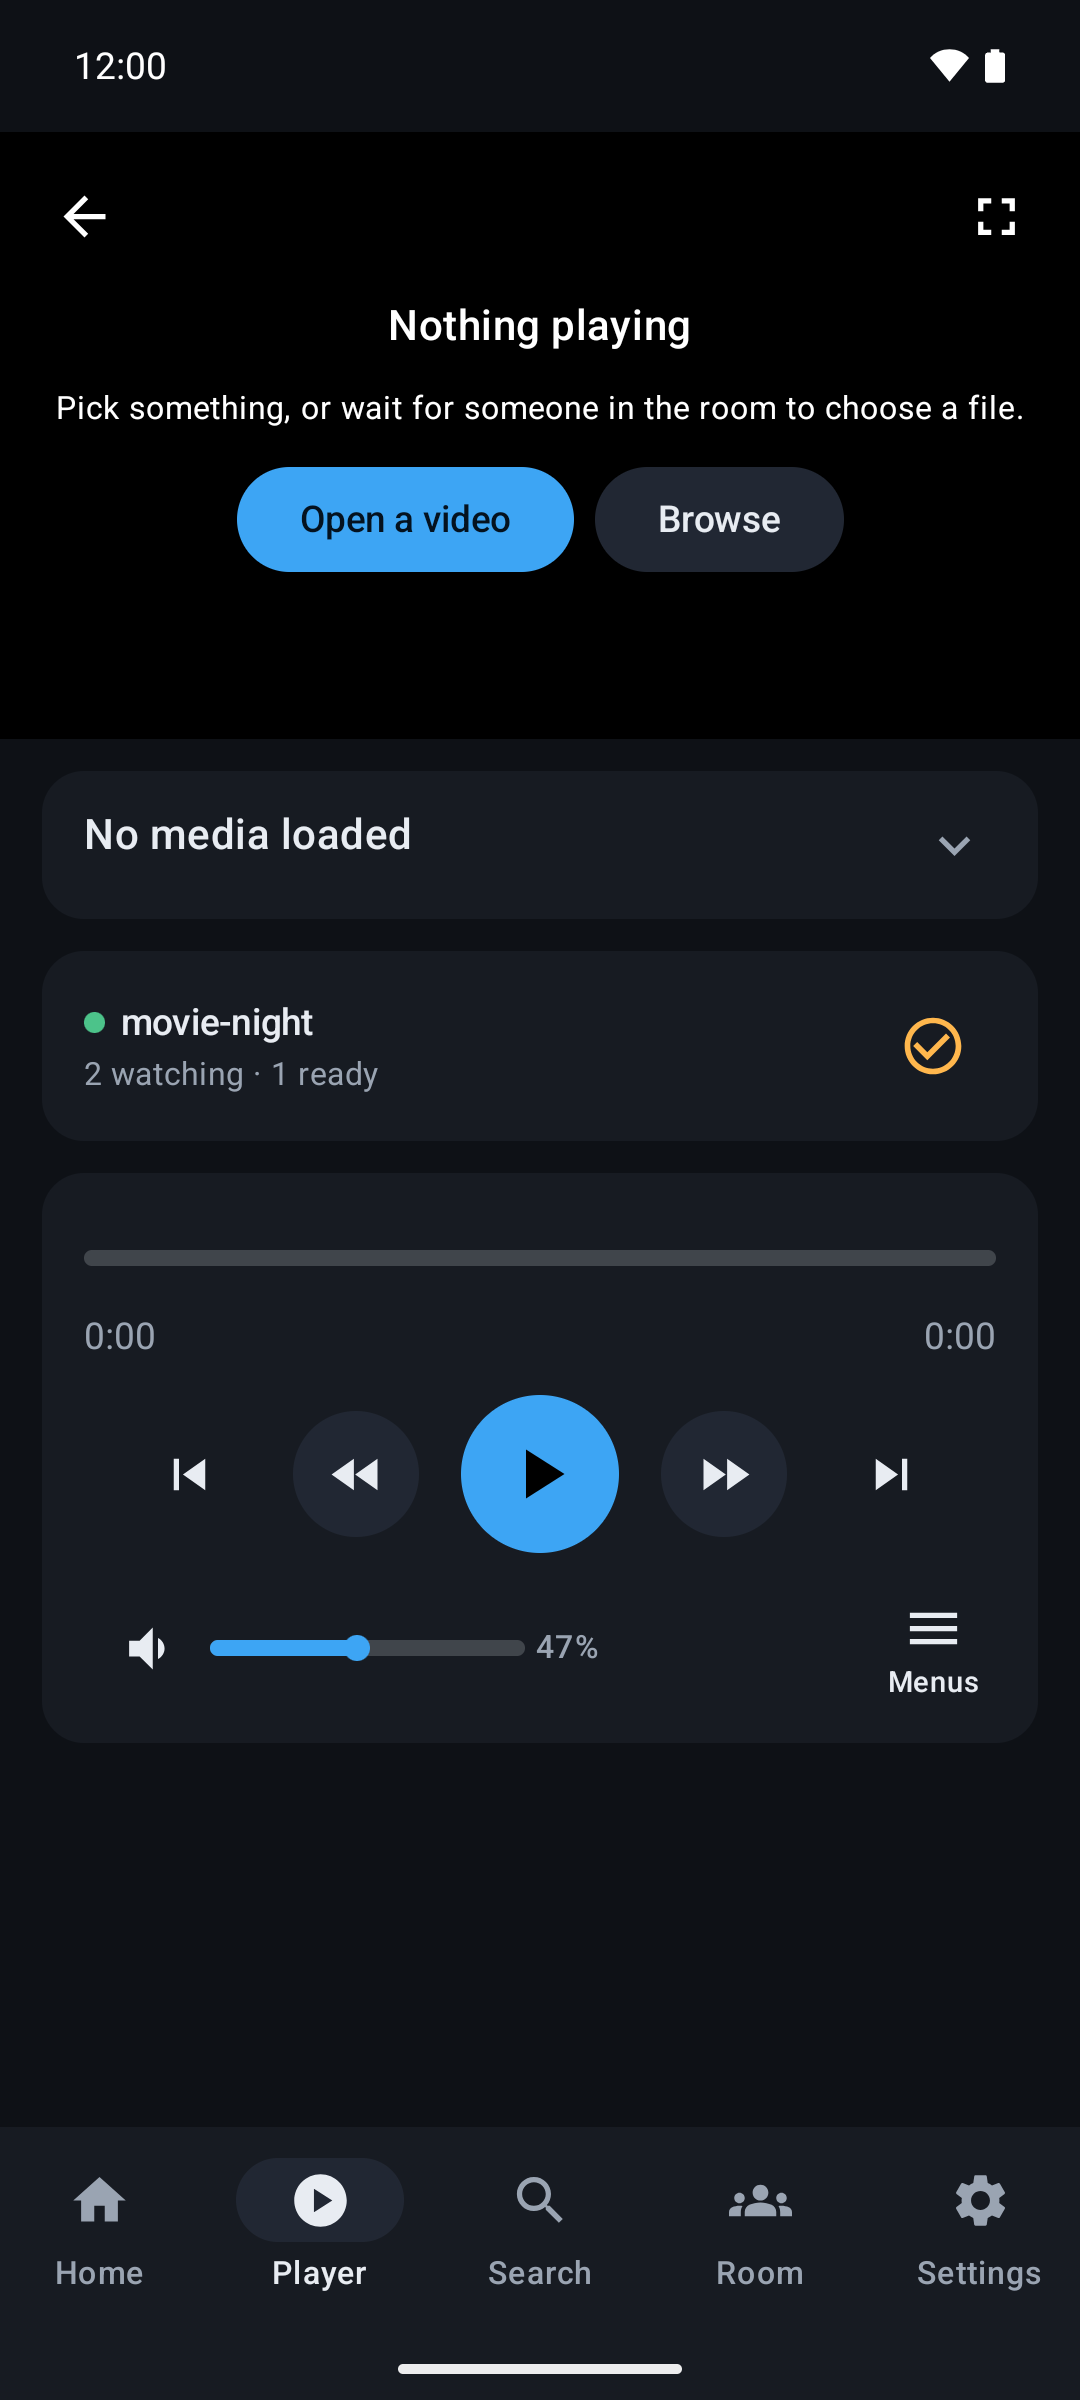 12:00
Nothing playing
Pick something, or wait for someone in the room to choose a file.
Open a video
Browse
No media loaded
movie-night
2 watching · 1 ready
0:00
0:00
47%
Menus
Home
Player
Search
Room
Settings